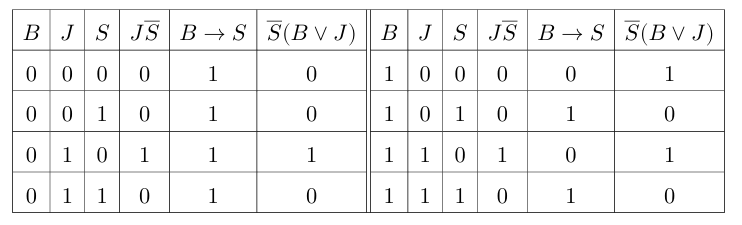 B J S JS̅ B → S S̅(B ∨ J) B J S JS̅ B → S S̅(B ∨ J)
0 0 0 0 1 0 1 0 0 0 0 1
0 0 1 0 1 0 1 0 1 0 1 0
0 1 0 1 1 1 1 1 0 1 0 1
0 1 1 0 1 0 1 1 1 0 1 0